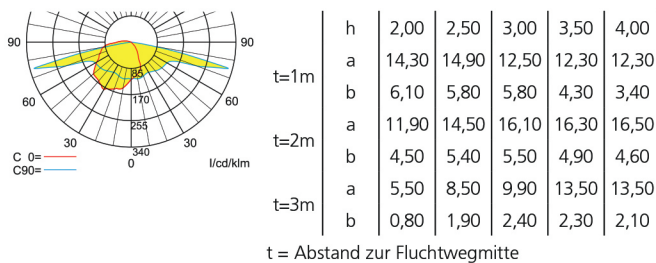 90 90
85
60 170 60
255
30 30
340
C 0= 0 l/cd/klm
C90=
h 2,00 2,50 3,00 3,50 4,00
t=1m
a 14,30 14,90 12,50 12,30 12,30
b 6,10 5,80 5,80 4,30 3,40
t=2m
a 11,90 14,50 16,10 16,30 16,50
b 4,50 5,40 5,50 4,90 4,60
t=3m
a 5,50 8,50 9,90 13,50 13,50
b 0,80 1,90 2,40 2,30 2,10
t = Abstand zur Fluchtwegmitte